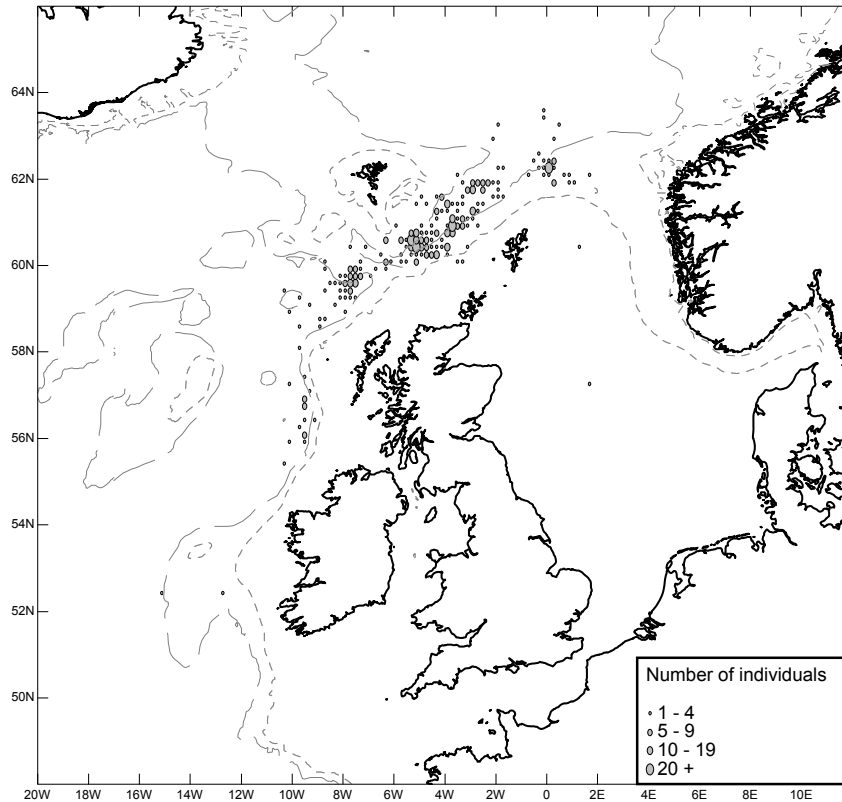 64N
62N
60N
58N
56N
54N
52N
50N
Number of individuals
1 - 4
5 - 9
10 - 19
20 +
20W 18W 16W 14W 12W 10W 8W 6W 4W 2W 0 2E 4E 6E 8E 10E